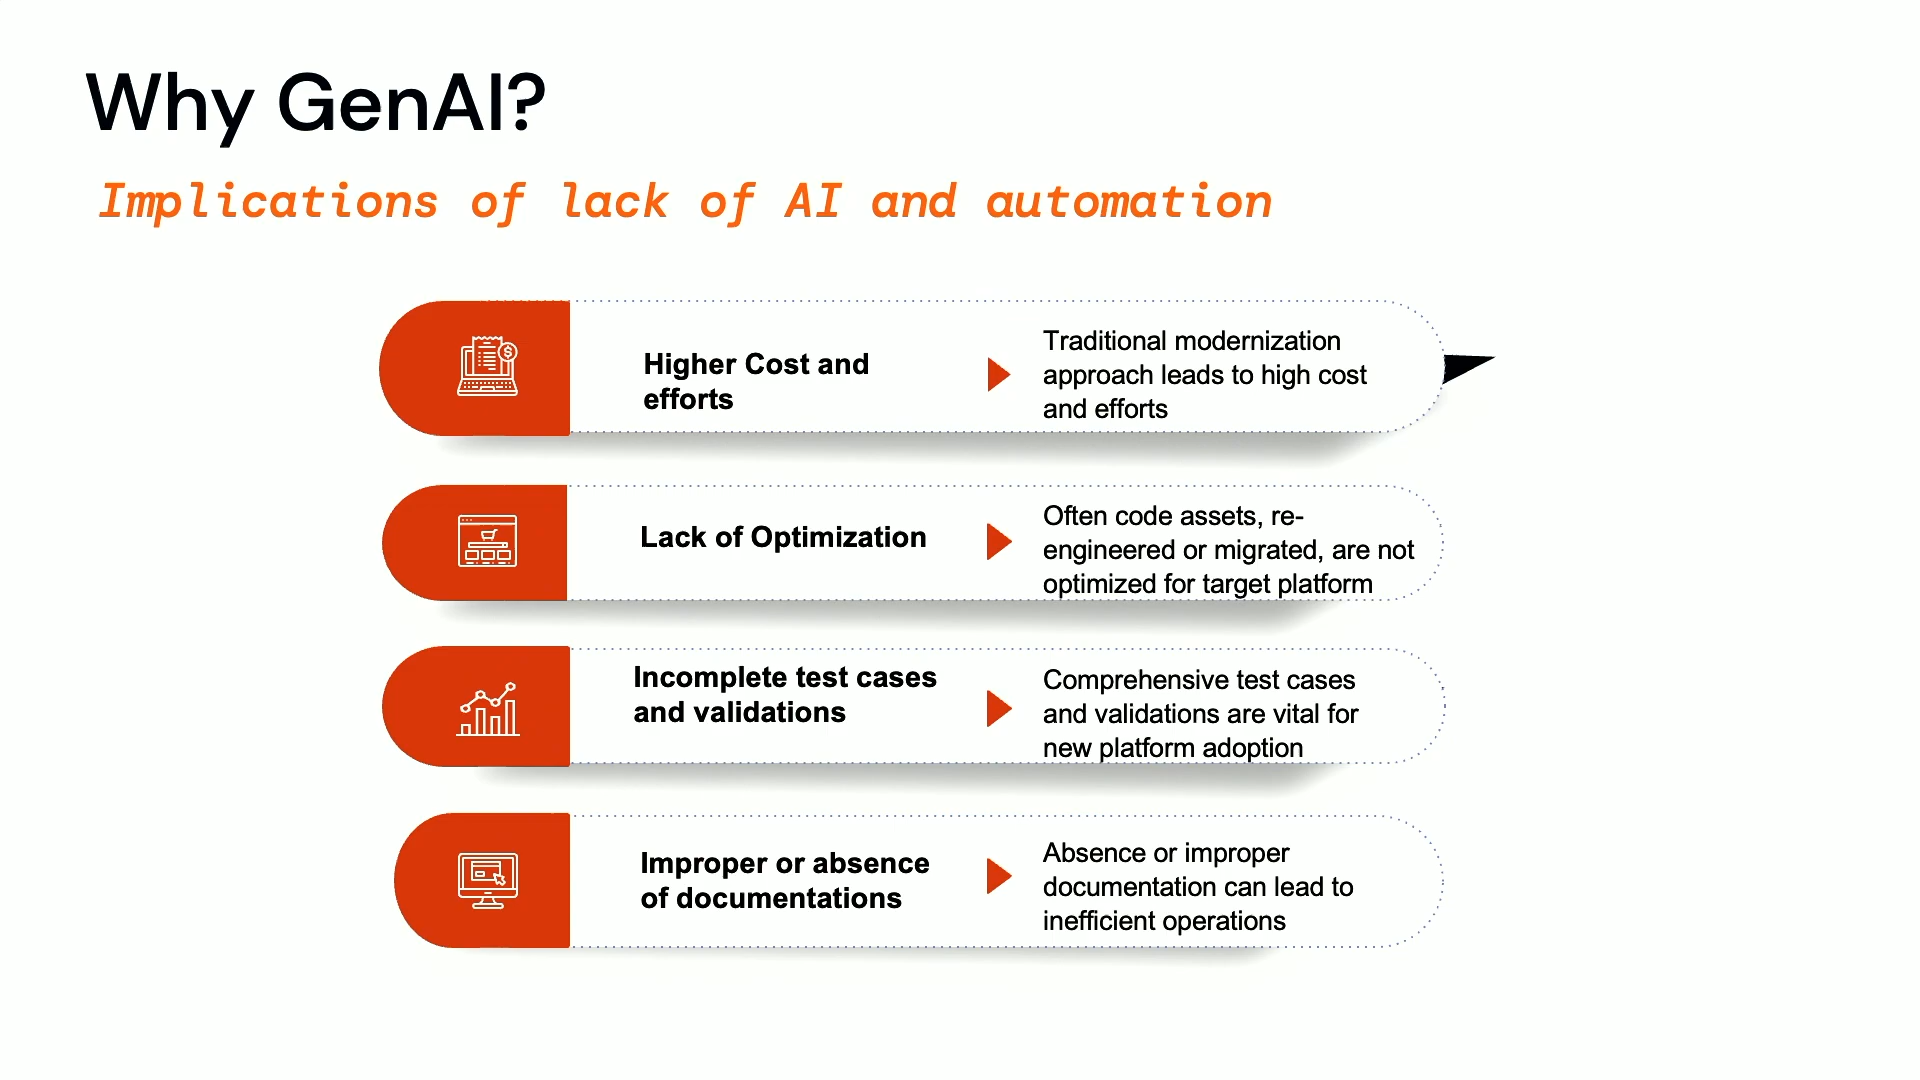 Why GenAI?
Implications of lack of AI and automation
Higher Cost and
efforts
Traditional modernization
approach leads to high cost
and efforts
Lack of Optimization
Often code assets, re-
engineered or migrated, are not
optimized for target platform
Incomplete test cases
and validations
Comprehensive test cases
and validations are vital for
new platform adoption
Improper or absence
of documentations
Absence or improper
documentation can lead to
inefficient operations